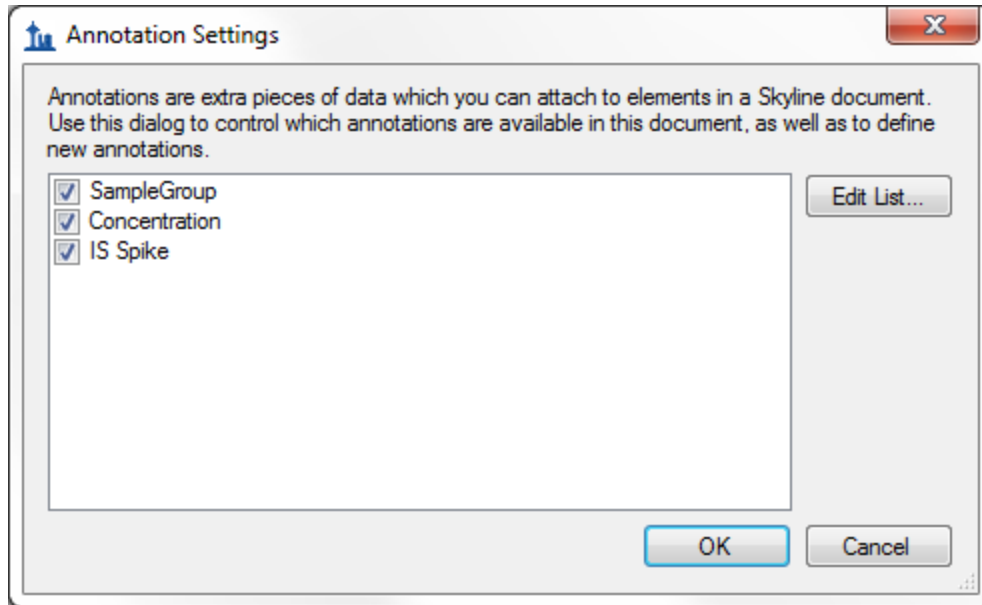 Annotation Settings
Annotations are extra pieces of data which you can attach to elements in a Skyline document.
Use this dialog to control which annotations are available in this document, as well as to define
new annotations.
SampleGroup
Concentration
IS Spike
Edit List...
OK
Cancel